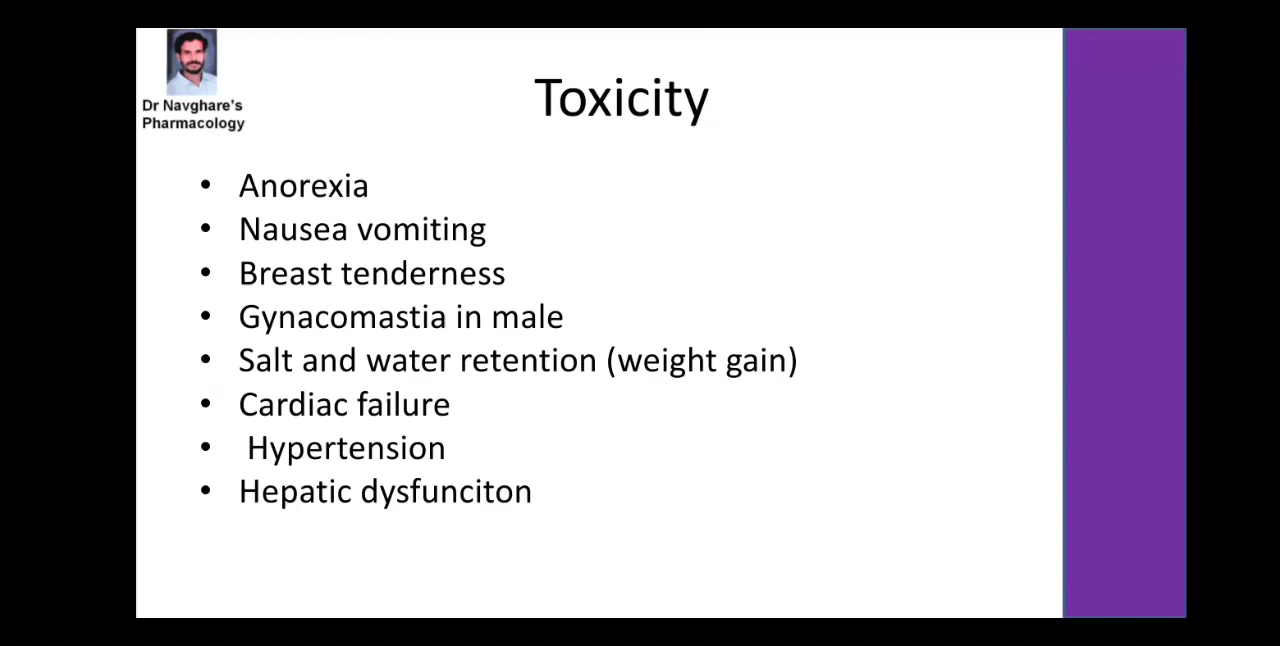 Dr Navghare's
Pharmacology
Toxicity
• Anorexia
• Nausea vomiting
• Breast tenderness
• Gynacomastia in male
• Salt and water retention (weight gain)
• Cardiac failure
• Hypertension
• Hepatic dysfunciton